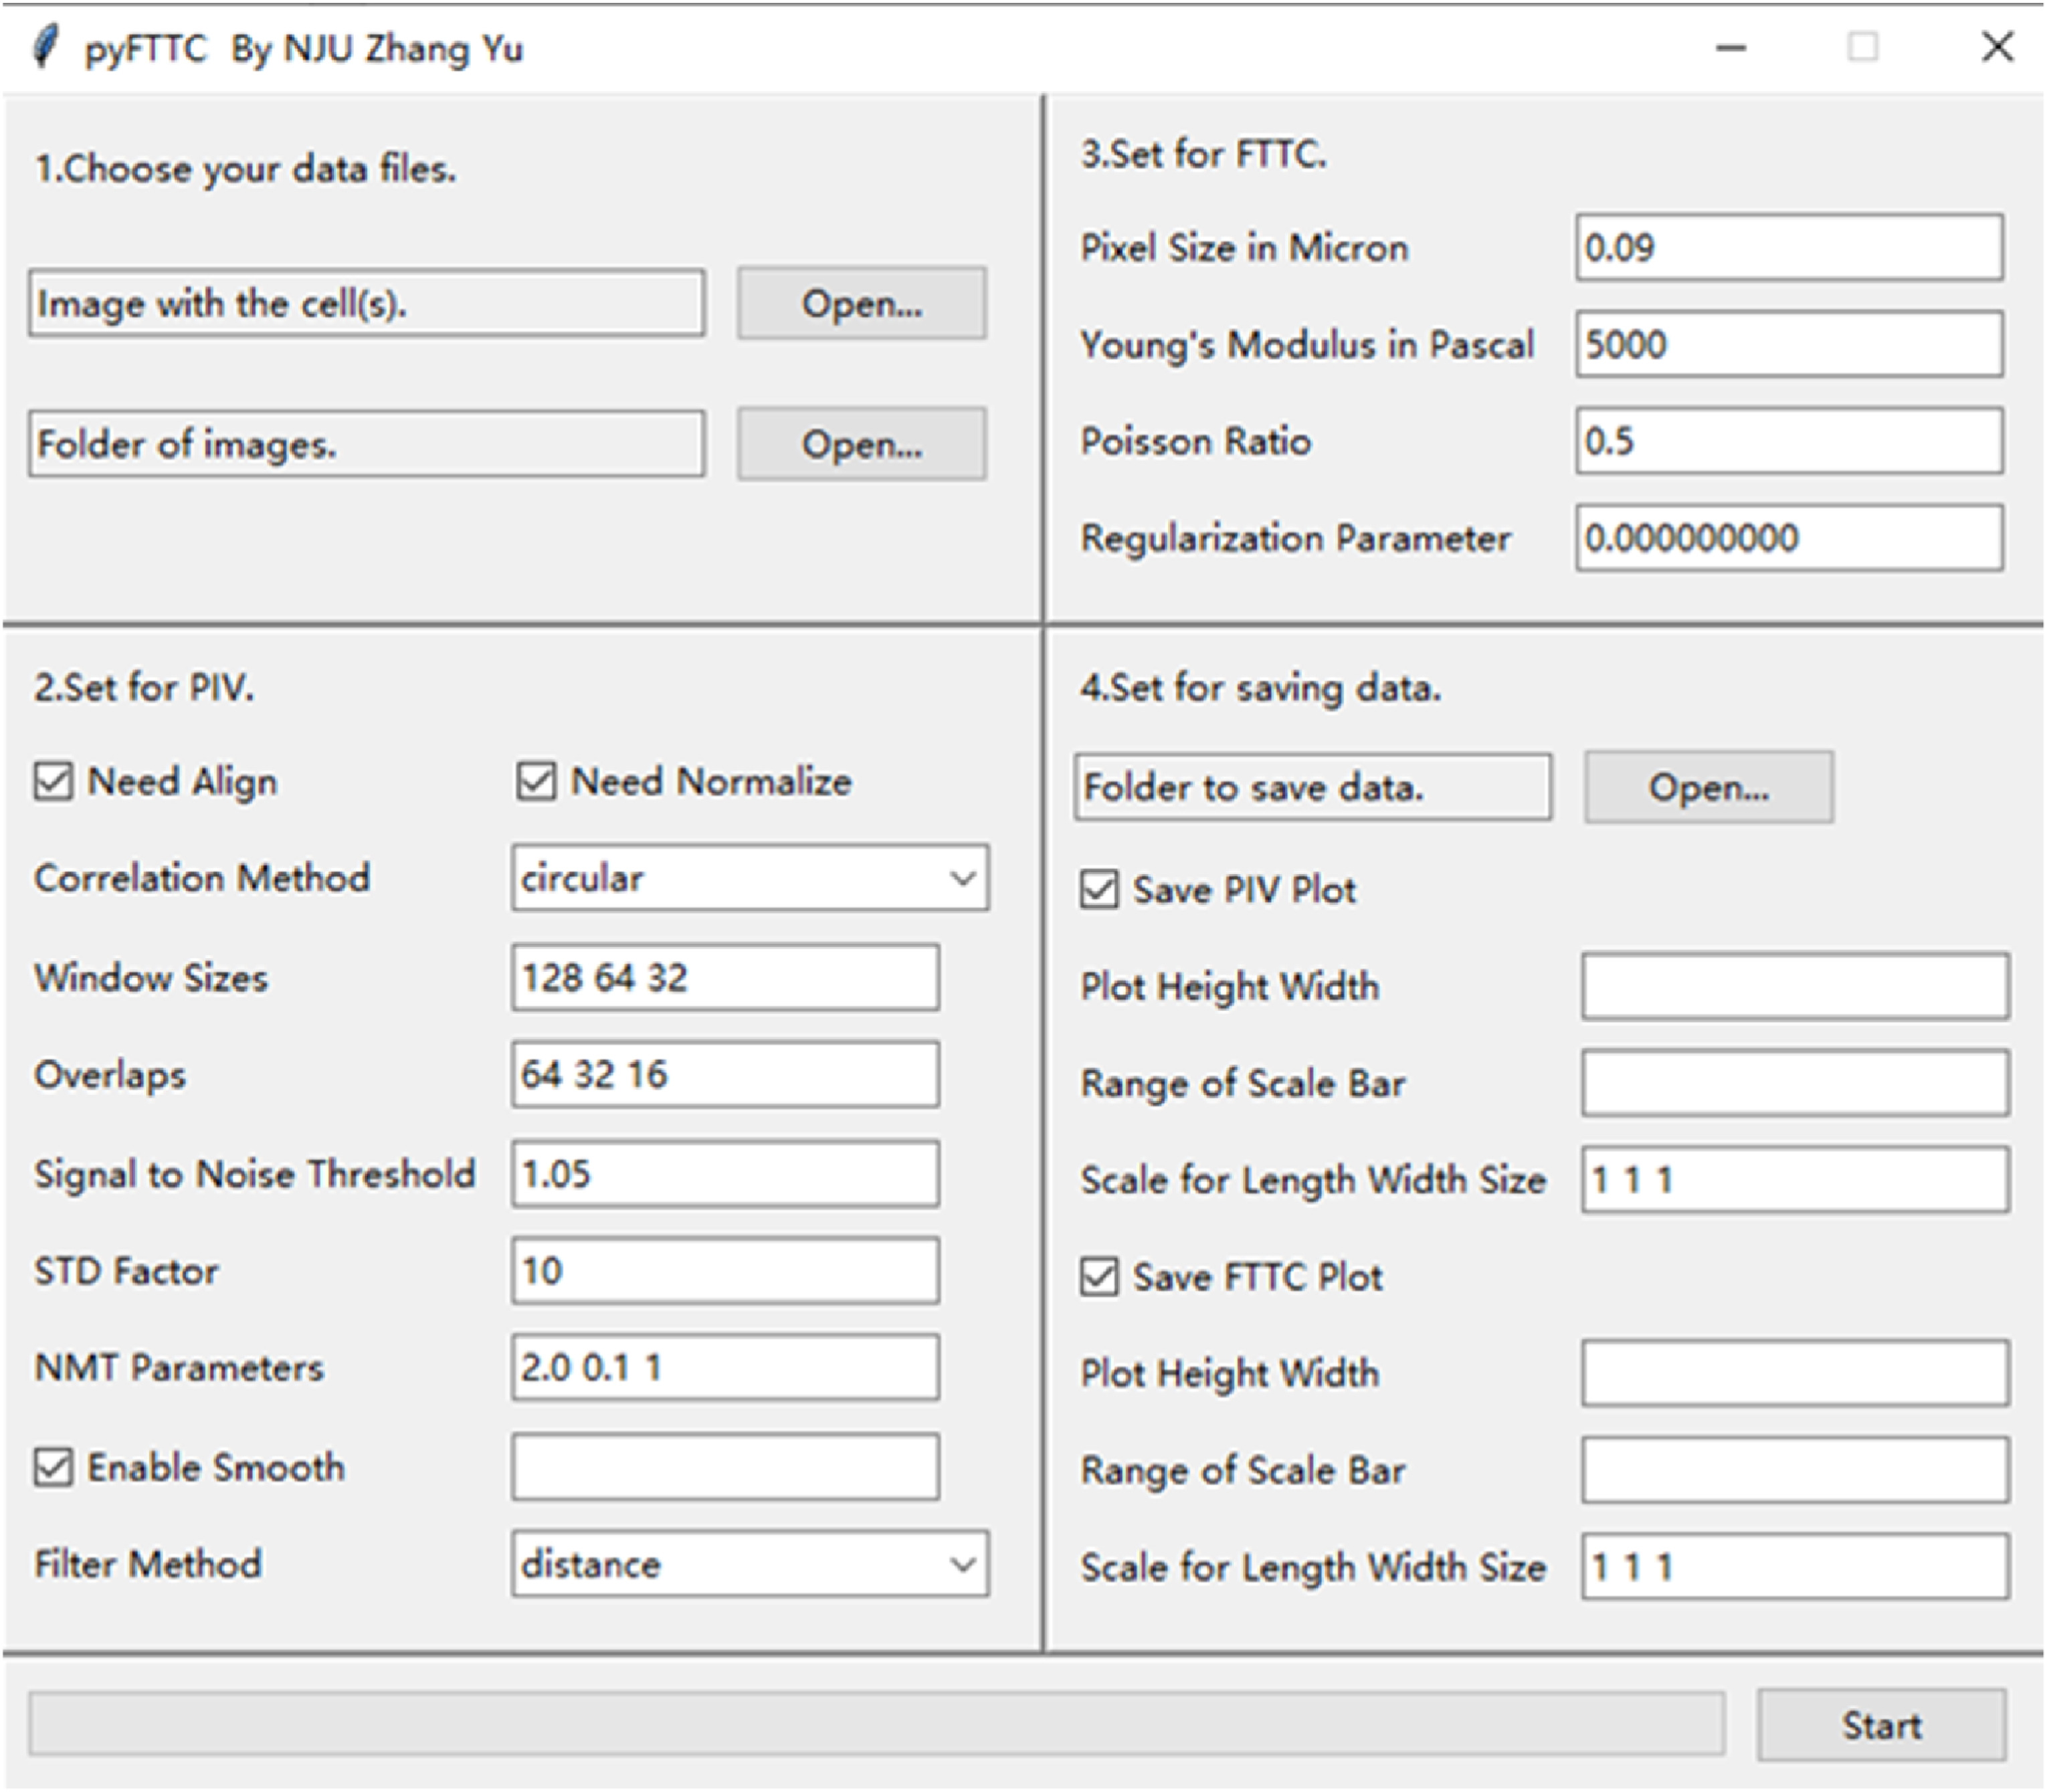 pyFTTC By NJU Zhang Yu
1.Choose your data files.
Image with the cell(s).
Open...
Folder of images.
Open...
3.Set for FTTC.
Pixel Size in Micron 0.09
Young's Modulus in Pascal 5000
Poisson Ratio 0.5
Regularization Parameter 0.000000000
2.Set for PIV.
Need Align Need Normalize
Correlation Method circular
Window Sizes 128 64 32
Overlaps 64 32 16
Signal to Noise Threshold 1.05
STD Factor 10
NMT Parameters 2.0 0.1 1
Enable Smooth
Filter Method distance
4.Set for saving data.
Folder to save data. Open...
Save PIV Plot
Plot Height Width
Range of Scale Bar
Scale for Length Width Size 1 1 1
Save FTTC Plot
Plot Height Width
Range of Scale Bar
Scale for Length Width Size 1 1 1
Start